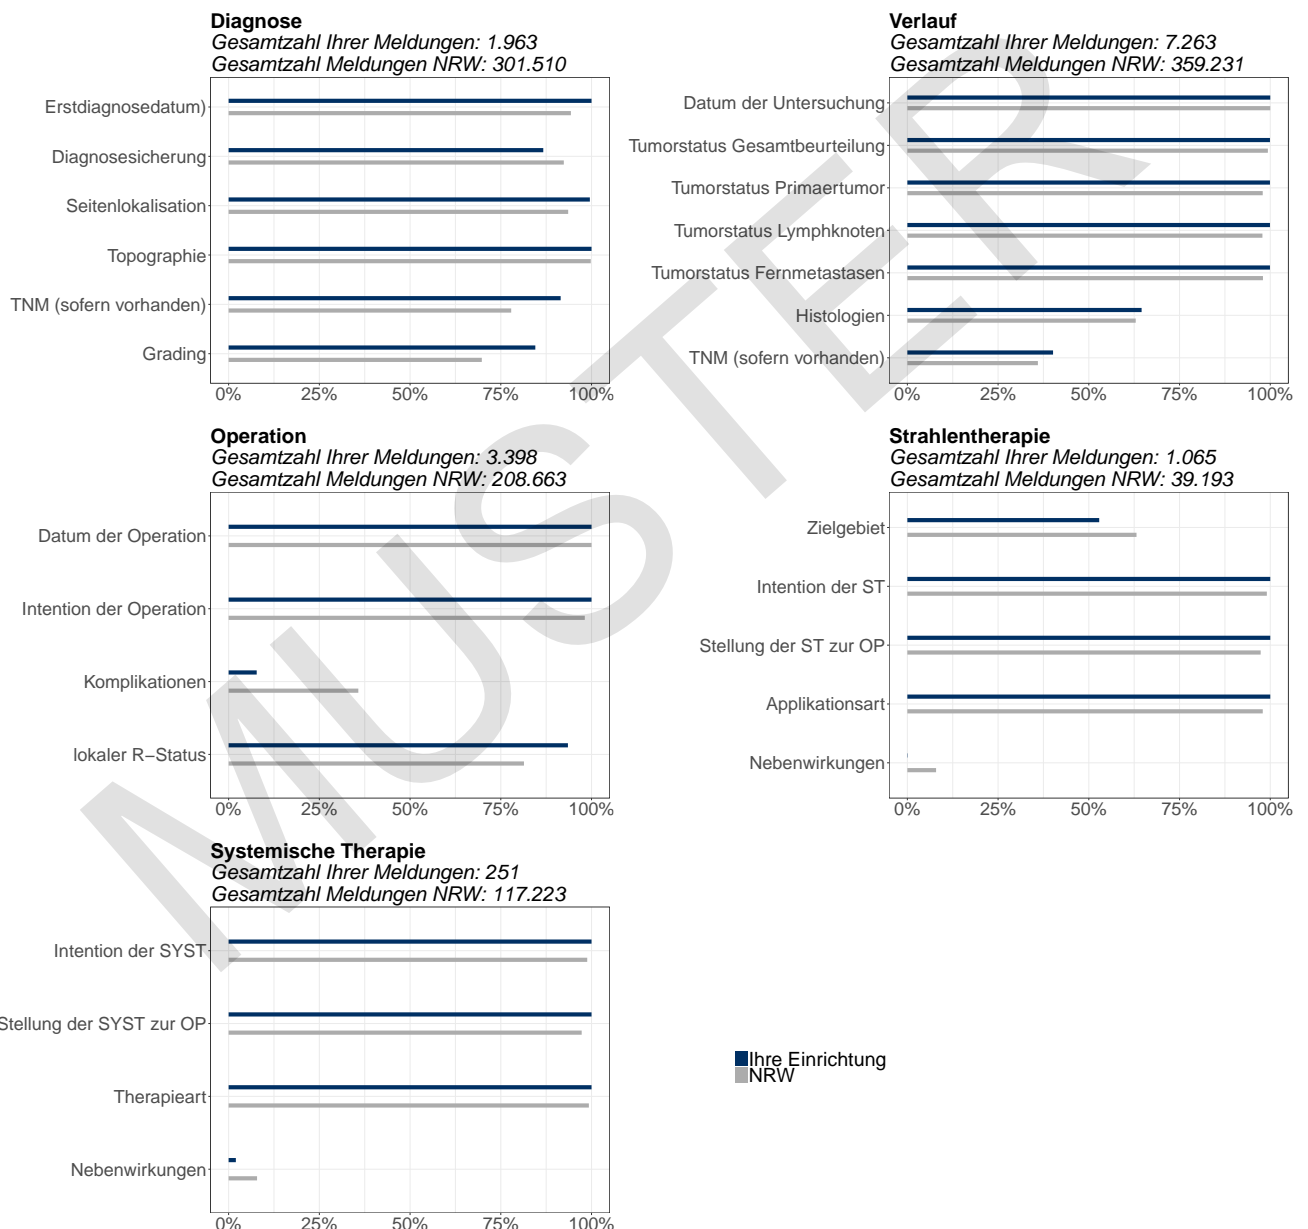 Diagnose
Gesamtzahl Ihrer Meldungen: 1.963
Gesamtzahl Meldungen NRW: 301.510
Erstdiagnosedatum)
Diagnosesicherung
Seitenlokalisation
Topographie
TNM (sofern vorhanden)
Grading
0% 25% 50% 75% 100%
Verlauf
Gesamtzahl Ihrer Meldungen: 7.263
Gesamtzahl Meldungen NRW: 359.231
Datum der Untersuchung
Tumorstatus Gesamtbeurteilung
Tumorstatus Primaertumor
Tumorstatus Lymphknoten
Tumorstatus Fernmetastasen
Histologien
TNM (sofern vorhanden)
0% 25% 50% 75% 100%
Operation
Gesamtzahl Ihrer Meldungen: 3.398
Gesamtzahl Meldungen NRW: 208.663
Datum der Operation
Intention der Operation
Komplikationen
lokaler R−Status
0% 25% 50% 75% 100%
Strahlentherapie
Gesamtzahl Ihrer Meldungen: 1.065
Gesamtzahl Meldungen NRW: 39.193
Zielgebiet
Intention der ST
Stellung der ST zur OP
Applikationsart
Nebenwirkungen
0% 25% 50% 75% 100%
Systemische Therapie
Gesamtzahl Ihrer Meldungen: 251
Gesamtzahl Meldungen NRW: 117.223
Intention der SYST
Stellung der SYST zur OP
Therapieart
Nebenwirkungen
0% 25% 50% 75% 100%
Ihre Einrichtung
NRW
MUSTER